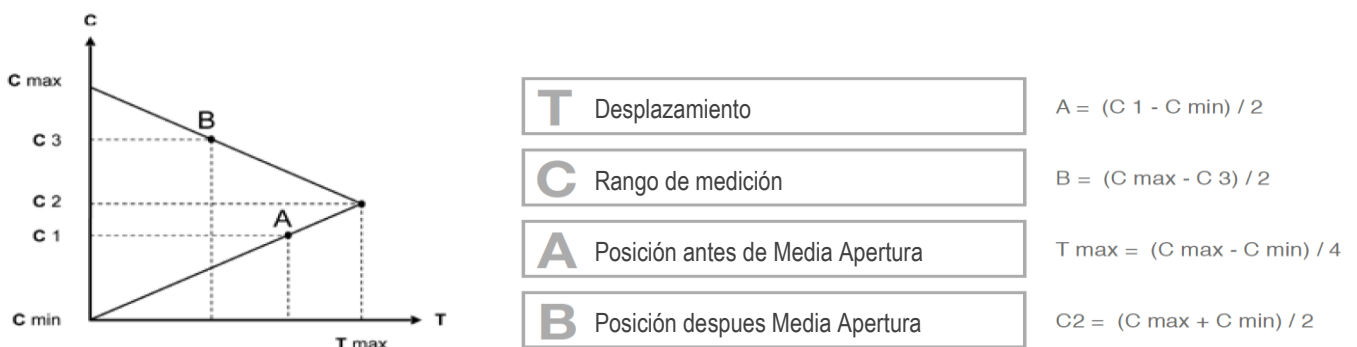 C
C max
B
C 3
C 2
A
C 1
C min
T
T max
T Desplazamiento
A = (C 1 - C min) / 2
C Rango de medición
B = (C max - C 3) / 2
A Posición antes de Media Apertura
T max = (C max - C min) / 4
B Posición despues Media Apertura
C2 = (C max + C min) / 2